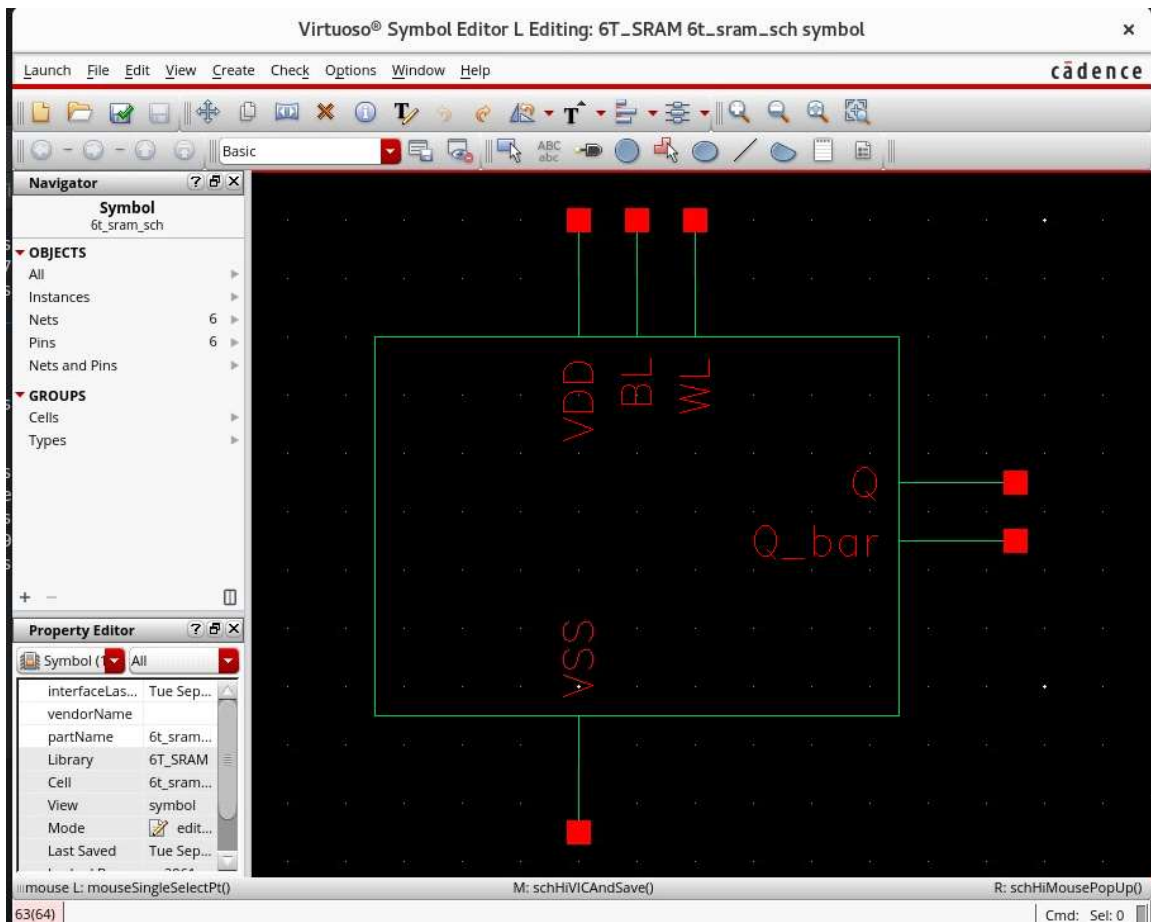 Virtuoso® Symbol Editor L Editing: 6T_SRAM 6t_sram_sch symbol
Launch File Edit View Create Check Options Window Help
cādence
Basic
ABC
abc
Navigator
Symbol
6t_sram_sch
OBJECTS
All
Instances
Nets 6
Pins 6
Nets and Pins
GROUPS
Cells
Types
VDD
BL
WL
Q
Q_bar
VSS
Property Editor
Symbol ( All
interfaceLas... Tue Sep...
vendorName
partName 6t_sram...
Library 6T_SRAM
Cell 6t_sram...
View symbol
Mode edit...
Last Saved Tue Sep...
mouse L: mouseSingleSelectPt() M: schHiVICAndSave() R: schHiMousePopUp()
63(64) Cmd: Sel: 0